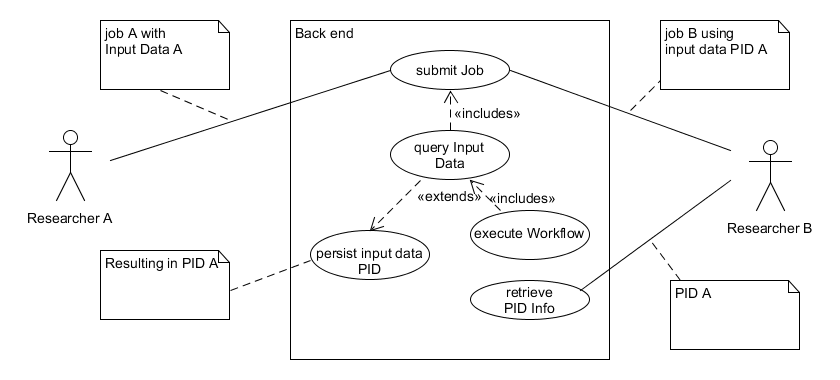 job A with
Input Data A
Back end
job B using
input data PID A
submit Job
«includes»
query Input
Data
«extends»
«includes»
Researcher A
Researcher B
execute Workflow
persist input data
PID
Resulting in PID A
retrieve
PID Info
PID A